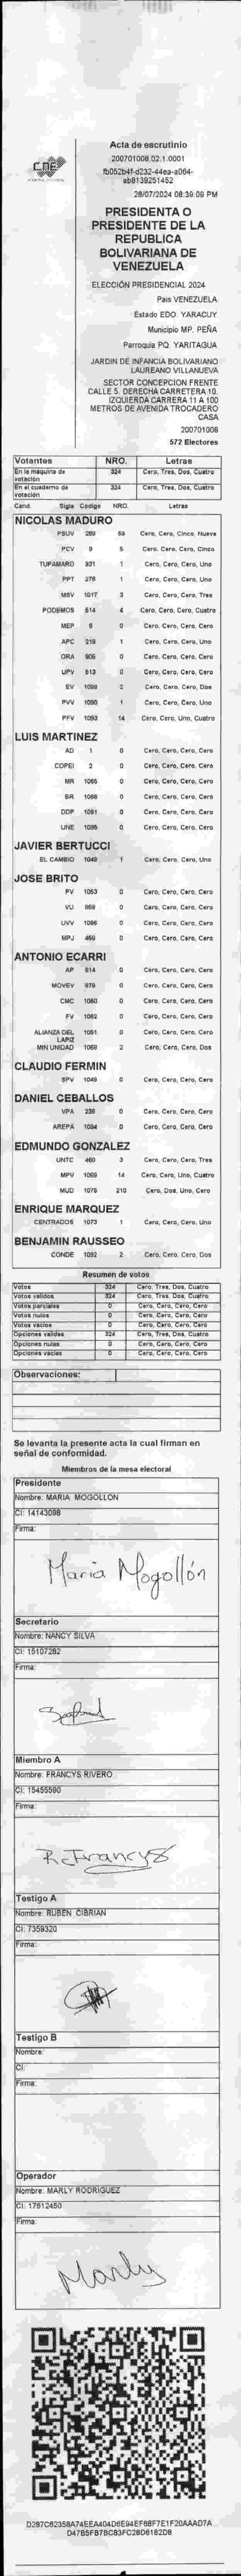 CNE
Acta de escrutinio
200701008.02.1.0001
fb052b4f-d232-44ea-a064-
ab8139251452
28/07/2024 08:39:09 PM
PRESIDENTA O
PRESIDENTE DE LA
REPUBLICA
BOLIVARIANA DE
VENEZUELA
ELECCIÓN PRESIDENCIAL 2024
Pais VENEZUELA
Estado EDO. YARACUY
Municipio MP. PEÑA
Parroquia PQ. YARITAGUA
JARDIN DE INFANCIA BOLIVARIANO
LAUREANO VILLANUEVA
SECTOR CONCEPCION FRENTE
CALLE 5. DERECHA CARRETERA 10.
IZQUIERDA CARRERA 11 A 100
METROS DE AVENIDA TROCADERO
CASA
200701008
572 Electores
Votantes NRO. Letras
En la máquina de votación 324 Cero, Tres, Dos, Cuatro
En el cuaderno de votación 324 Cero, Tres, Dos, Cuatro
Cand. Sigla Codigo NRO. Letras
NICOLAS MADURO
PSUV 59 Cero, Cero, Cinco, Nueve
PCV 5 Cero, Cero, Cero, Cinco
TUPAMARO 931 1 Cero, Cero, Cero, Uno
PPT 276 1 Cero, Cero, Cero, Uno
MSV 1017 3 Cero, Cero, Cero, Tres
PODEMOS 514 4 Cero, Cero, Cero, Cuatro
MEP 6 0 Cero, Cero, Cero, Cero
APC 219 1 Cero, Cero, Cero, Uno
ORA 906 0 Cero, Cero, Cero, Cero
UPV 613 0 Cero, Cero, Cero, Cero
EV 1099 2 Cero, Cero, Cero, Dos
PVV 1090 1 Cero, Cero, Cero, Uno
PFV 1093 14 Cero, Cero, Uno, Cuatro
LUIS MARTINEZ
AD 1 0 Cero, Cero, Cero, Cero
COPEI 2 0 Cero, Cero, Cero, Cero
MR 1065 0 Cero, Cero, Cero, Cero
BR 1066 0 Cero, Cero, Cero, Cero
DDP 1091 0 Cero, Cero, Cero, Cero
UNE 1095 0 Cero, Cero, Cero, Cero
JAVIER BERTUCCI
EL CAMBIO 1048 1 Cero, Cero, Cero, Uno
JOSE BRITO
PV 1053 0 Cero, Cero, Cero, Cero
VU 968 0 Cero, Cero, Cero, Cero
UVV 1096 0 Cero, Cero, Cero, Cero
MPJ 466 0 Cero, Cero, Cero, Cero
ANTONIO ECARRI
AP 914 0 Cero, Cero, Cero, Cero
MOVEV 978 0 Cero, Cero, Cero, Cero
CMC 1060 0 Cero, Cero, Cero, Cero
FV 1062 0 Cero, Cero, Cero, Cero
ALIANZA DEL LAPIZ 1051 0 Cero, Cero, Cero, Cero
MIN UNIDAD 1069 2 Cero, Cero, Cero, Dos
CLAUDIO FERMIN
SPV 1049 0 Cero, Cero, Cero, Cero
DANIEL CEBALLOS
VPA 236 0 Cero, Cero, Cero, Cero
AREPA 1094 0 Cero, Cero, Cero, Cero
EDMUNDO GONZALEZ
UNTC 460 3 Cero, Cero, Cero, Tres
MPV 1069 14 Cero, Cero, Uno, Cuatro
MUD 1075 210 Cero, Dos, Uno, Cero
ENRIQUE MARQUEZ
CENTRADOS 1073 1 Cero, Cero, Cero, Uno
BENJAMIN RAUSSEO
CONDE 1092 2 Cero, Cero, Cero, Dos
Resumen de votos
Votos 324 Cero, Tres, Dos, Cuatro
Votos validos 324 Cero, Tres, Dos, Cuatro
Votos parciales 0 Cero, Cero, Cero, Cero
Votos nulos 0 Cero, Cero, Cero, Cero
Votos vacios 0 Cero, Cero, Cero, Cero
Opciones validas 324 Cero, Tres, Dos, Cuatro
Opciones nulas 0 Cero, Cero, Cero, Cero
Opciones vacias 0 Cero, Cero, Cero, Cero
Observaciones:
Se levanta la presente acta la cual firman en
señal de conformidad.
Miembros de la mesa electoral
Presidente
Nombre: MARIA MOGOLLON
CI: 14143098
Firma:
Maria Mogollón
Secretario
Nombre: NANCY SILVA
CI: 15107282
Firma:
Miembro A
Nombre: FRANCYS RIVERO
CI: 15455590
Firma:
R. Francys
Testigo A
Nombre: RUBEN CIBRIAN
CI: 7359320
Firma:
Testigo B
Nombre:
CI:
Firma:
Operador
Nombre: MARLY RODRIGUEZ
CI: 17612450
Firma:
Marly
D287C62358A74EEA404D6E94EF88F7E1F20AAAD7A
D47B5FB7BC83FC28D6182D8